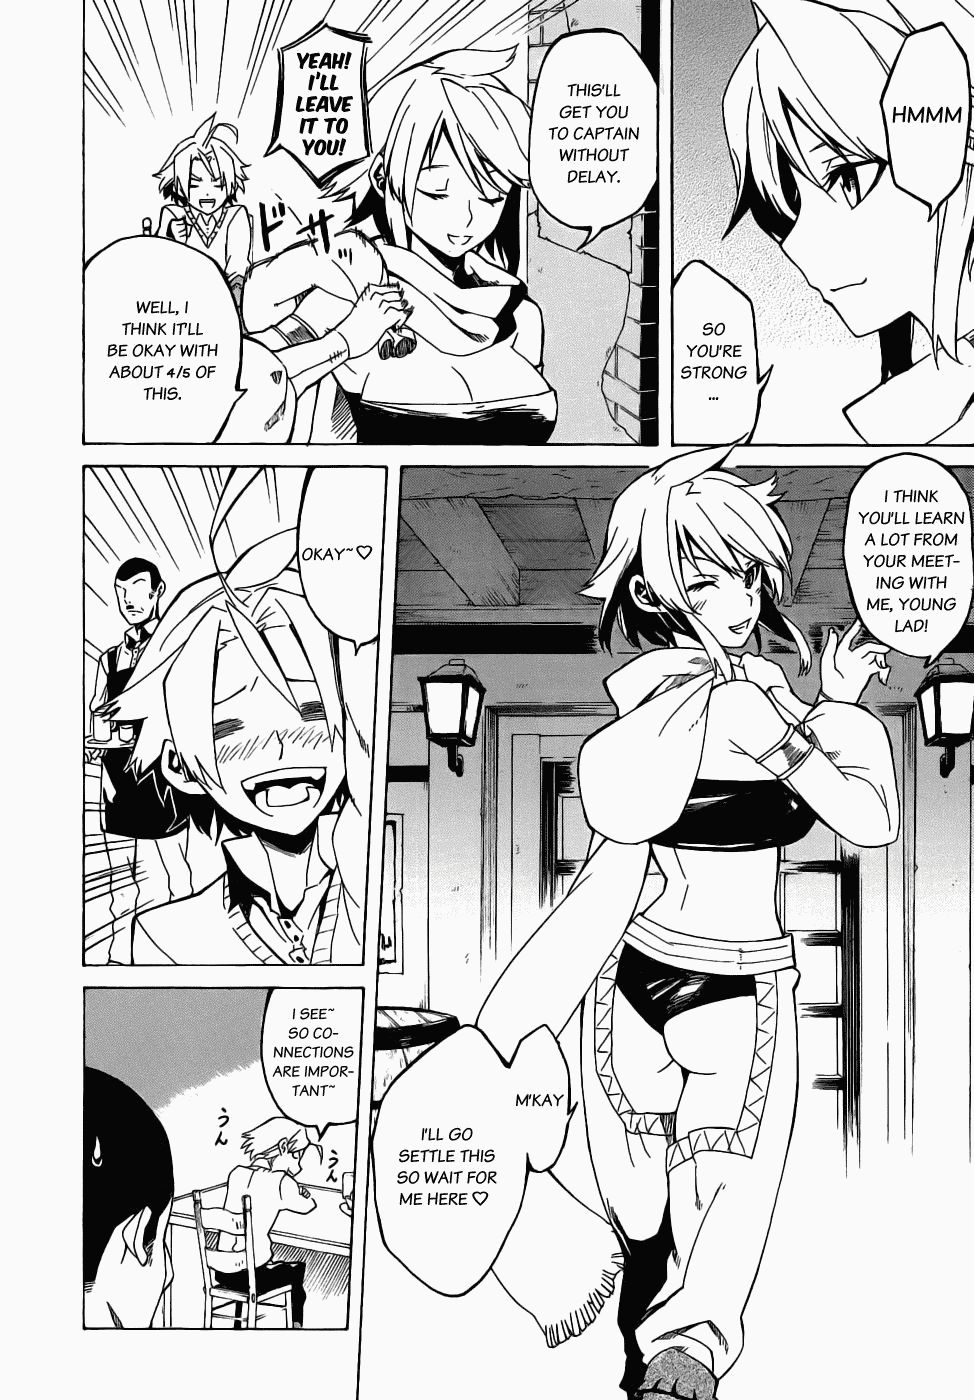 HMMM
SO
YOU'RE
STRONG
...
THIS'LL
GET YOU
TO CAPTAIN
WITHOUT
DELAY.
YEAH!
I'LL
LEAVE
IT TO
YOU!
ドドサ
WELL, I
THINK IT'LL
BE OKAY WITH
ABOUT 4/5 OF
THIS.
I THINK
YOU'LL LEARN
A LOT FROM
YOUR MEET-
ING WITH
ME, YOUNG
LAD!
M'KAY
I'LL GO
SETTLE THIS
SO WAIT FOR
ME HERE ♡
OKAY~♡
I SEE~
SO CO-
NNECTIONS
ARE IMPOR-
TANT~
うん
うん